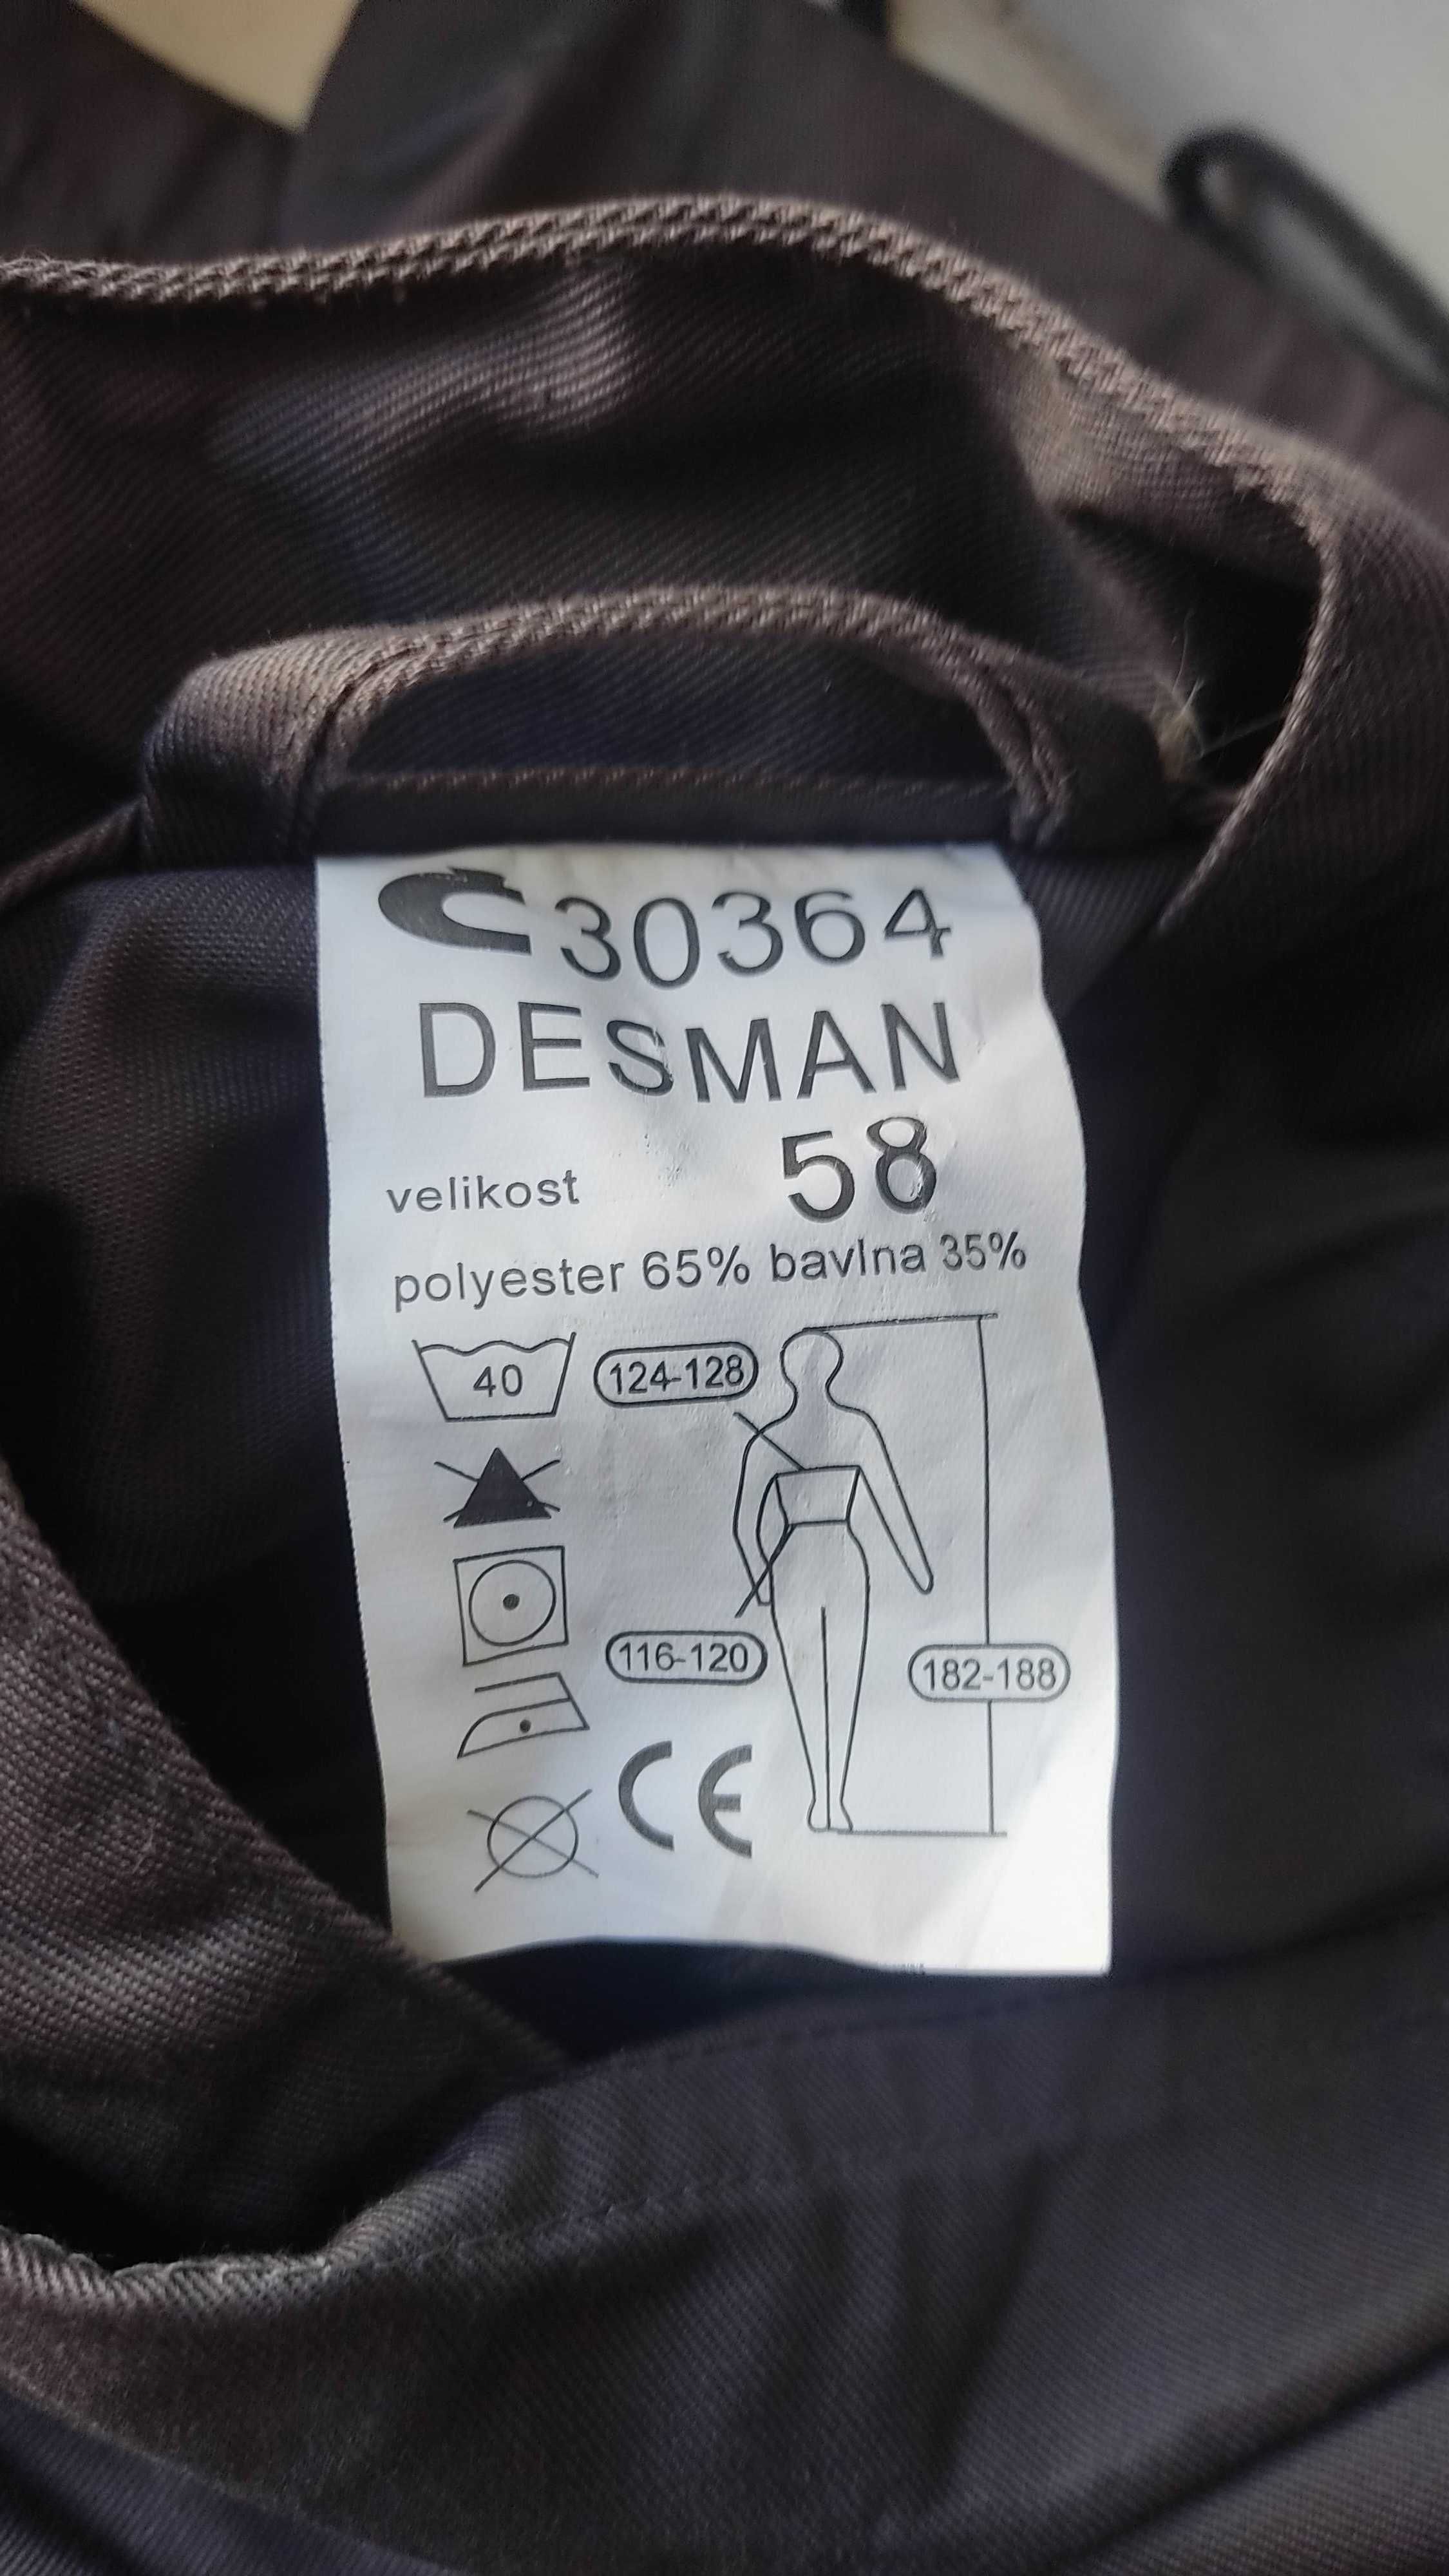 30364
DESMAN
velikost 58
polyester 65% bavlna 35%
40 124-128
116-120
182-188
CE